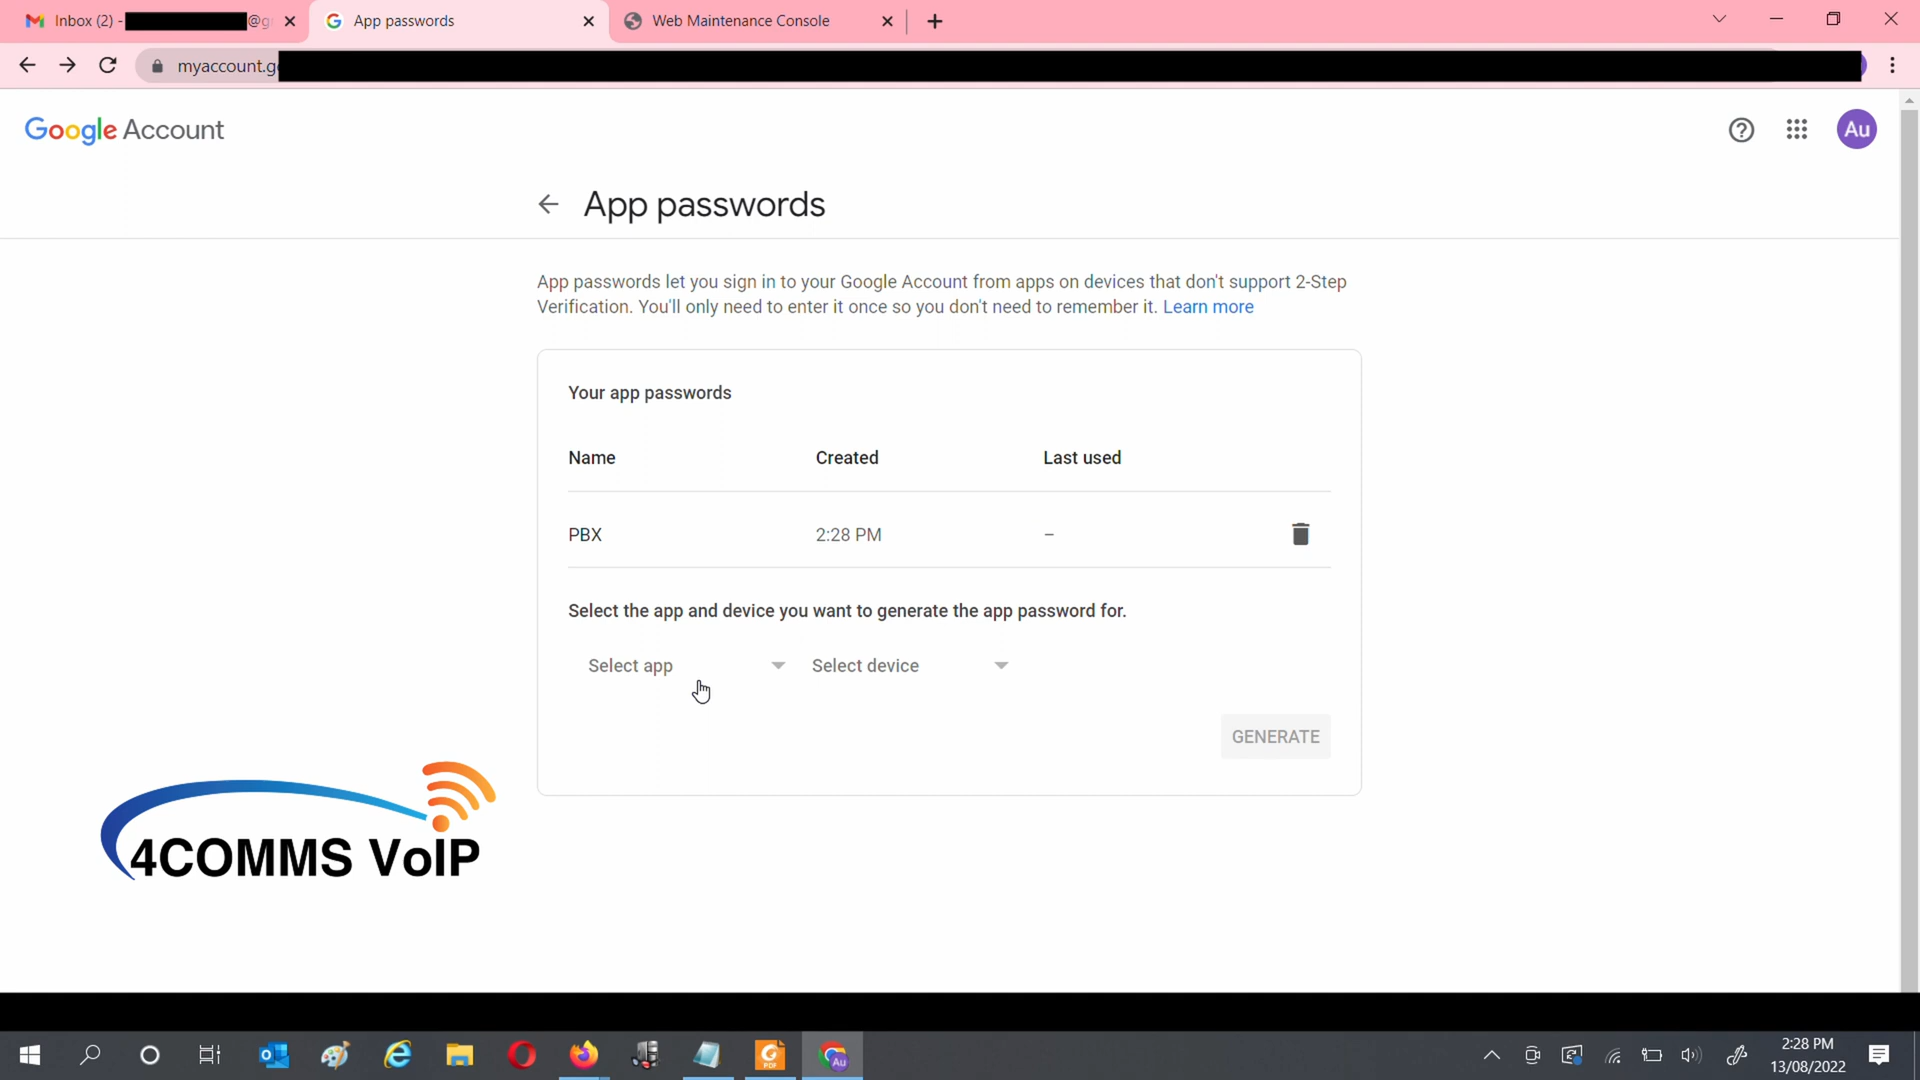 Inbox (2) - @g
App passwords
Web Maintenance Console
myaccount.g
Google Account
Au
App passwords
App passwords let you sign in to your Google Account from apps on devices that don't support 2-Step
Verification. You'll only need to enter it once so you don't need to remember it. Learn more
Your app passwords
Name Created Last used
PBX 2:28 PM –
Select the app and device you want to generate the app password for.
Select app Select device
GENERATE
4COMMS VoIP
2:28 PM
13/08/2022